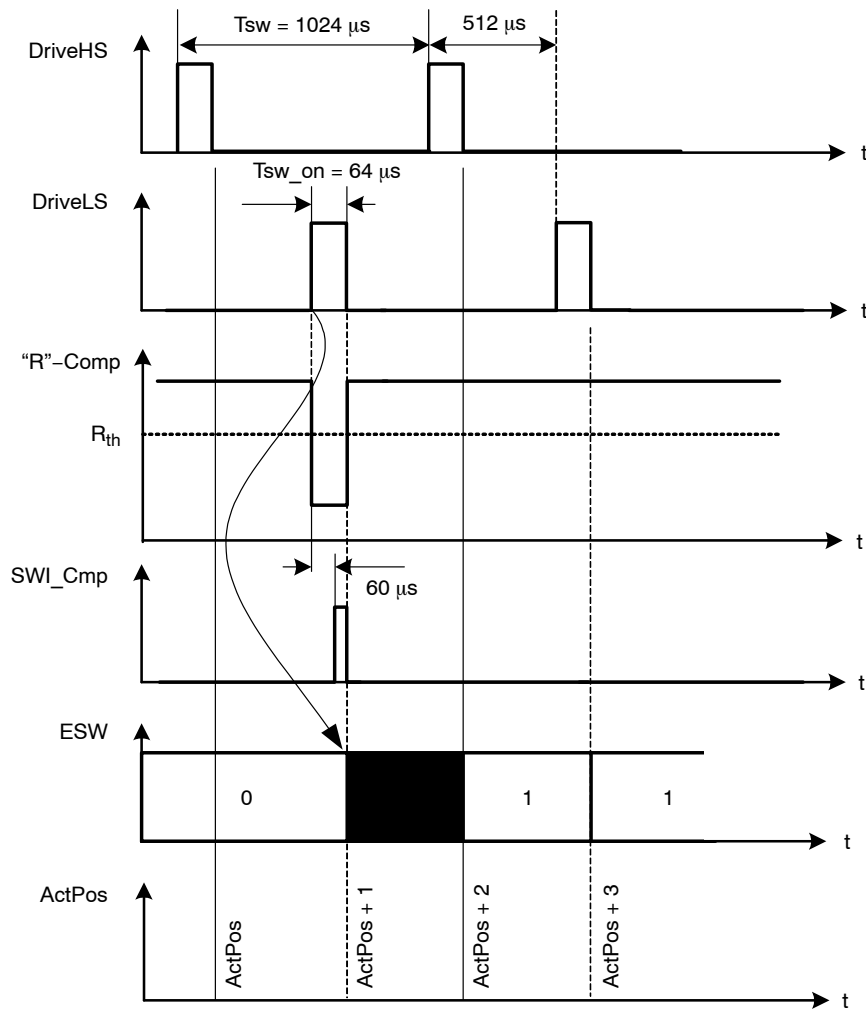 Tsw = 1024 μs
512 μs
DriveHS
t
Tsw_on = 64 μs
DriveLS
t
“R”−Comp
Rth
t
SWI_Cmp
60 μs
t
ESW
0
1
1
t
ActPos
ActPos
ActPos + 1
ActPos + 2
ActPos + 3
t